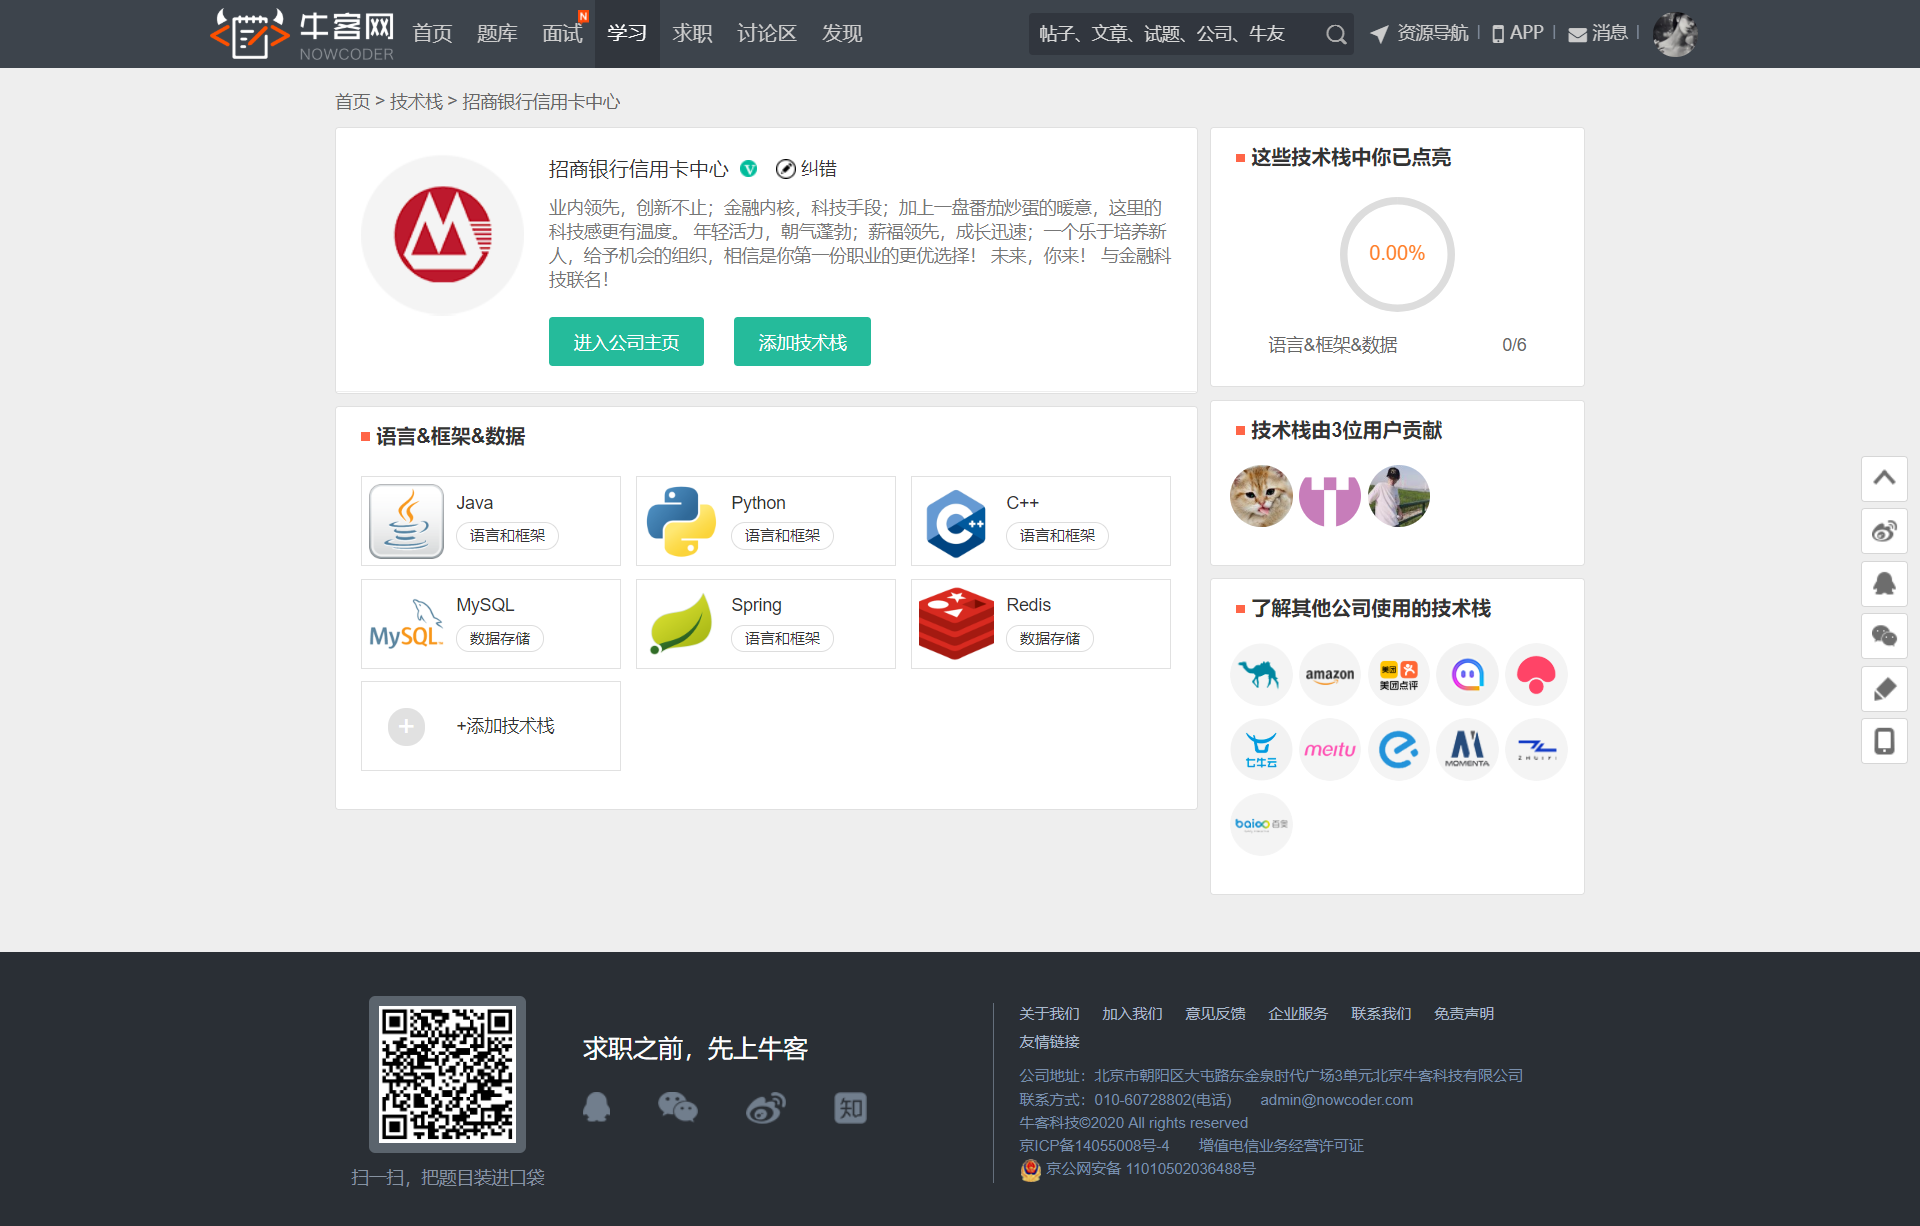 牛客网
NOWCODER
首页 题库 面试 N 学习 求职 讨论区 发现
帖子、文章、试题、公司、牛友
资源导航 | APP | 消息 |
首页 > 技术栈 > 招商银行信用卡中心
招商银行信用卡中心 V 纠错
业内领先，创新不止；金融内核，科技手段；加上一盘番茄炒蛋的暖意，这里的
科技感更有温度。 年轻活力，朝气蓬勃；薪福领先，成长迅速；一个乐于培养新
人，给予机会的组织，相信是你第一份职业的更优选择！ 未来，你来！ 与金融科
技联名！
进入公司主页 添加技术栈
语言&框架&数据
Java
语言和框架
Python
语言和框架
C++
语言和框架
MySQL
MySQL
数据存储
Spring
语言和框架
Redis
数据存储
+添加技术栈
这些技术栈中你已点亮
0.00%
语言&框架&数据 0/6
技术栈由3位用户贡献
了解其他公司使用的技术栈
amazon
美团
美团点评
七牛云
meitu
MOMENTA
ZHUIYI
baioo 百奥
求职之前，先上牛客
知
扫一扫，把题目装进口袋
关于我们 加入我们 意见反馈 企业服务 联系我们 免责声明
友情链接
公司地址：北京市朝阳区大屯路东金泉时代广场3单元北京牛客科技有限公司
联系方式：010-60728802(电话) admin@nowcoder.com
牛客科技©2020 All rights reserved
京ICP备14055008号-4 增值电信业务经营许可证
京公网安备 11010502036488号